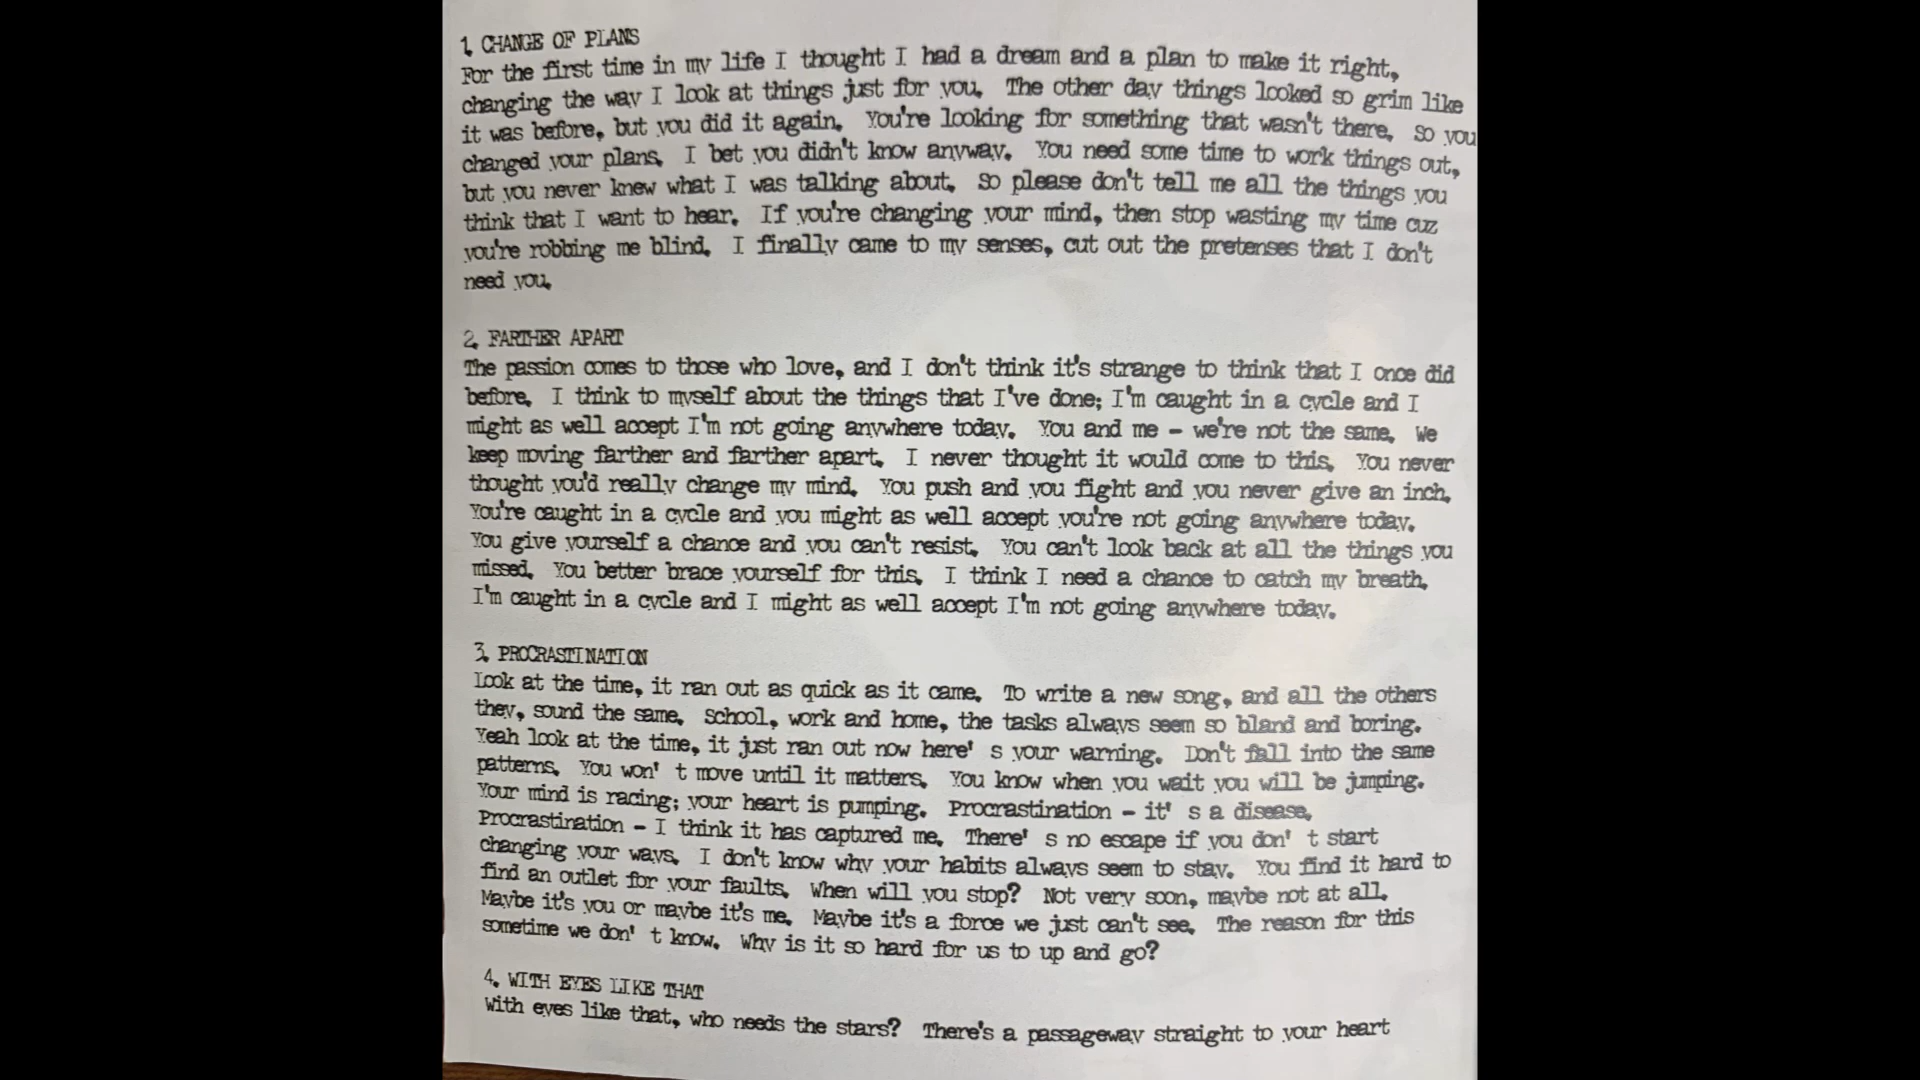 1. CHANGE OF PLANS
For the first time in my life I thought I had a dream and a plan to make it right,
changing the way I look at things just for you.  The other day things looked so grim like
it was before, but you did it again.  You're looking for something that wasn't there.  So you
changed your plans.  I bet you didn't know anyway.  You need some time to work things out,
but you never knew what I was talking about.  So please don't tell me all the things you
think that I want to hear.  If you're changing your mind, then stop wasting my time cuz
you're robbing me blind.  I finally came to my senses, cut out the pretenses that I don't
need you.
2. FARTHER APART
The passion comes to those who love, and I don't think it's strange to think that I once did
before.  I think to myself about the things that I've done; I'm caught in a cycle and I
might as well accept I'm not going anywhere today.  You and me - we're not the same.  We
keep moving farther and farther apart.  I never thought it would come to this.  You never
thought you'd really change my mind.  You push and you fight and you never give an inch.
You're caught in a cycle and you might as well accept you're not going anywhere today.
You give yourself a chance and you can't resist.  You can't look back at all the things you
missed.  You better brace yourself for this.  I think I need a chance to catch my breath.
I'm caught in a cycle and I might as well accept I'm not going anywhere today.
3. PROCRASTINATION
Look at the time, it ran out as quick as it came.  To write a new song, and all the others
they, sound the same.  School, work and home, the tasks always seem so bland and boring.
Yeah look at the time, it just ran out now here' s your warning.  Don't fall into the same
patterns.  You won' t move until it matters.  You know when you wait you will be jumping.
Your mind is racing; your heart is pumping.  Procrastination - it' s a disease.
Procrastination - I think it has captured me.  There' s no escape if you don' t start
changing your ways.  I don't know why your habits always seem to stay.  You find it hard to
find an outlet for your faults.  When will you stop?  Not very soon, maybe not at all.
Maybe it's you or maybe it's me.  Maybe it's a force we just can't see.  The reason for this
sometime we don' t know.  Why is it so hard for us to up and go?
4. WITH EYES LIKE THAT
With eyes like that, who needs the stars?  There's a passageway straight to your heart